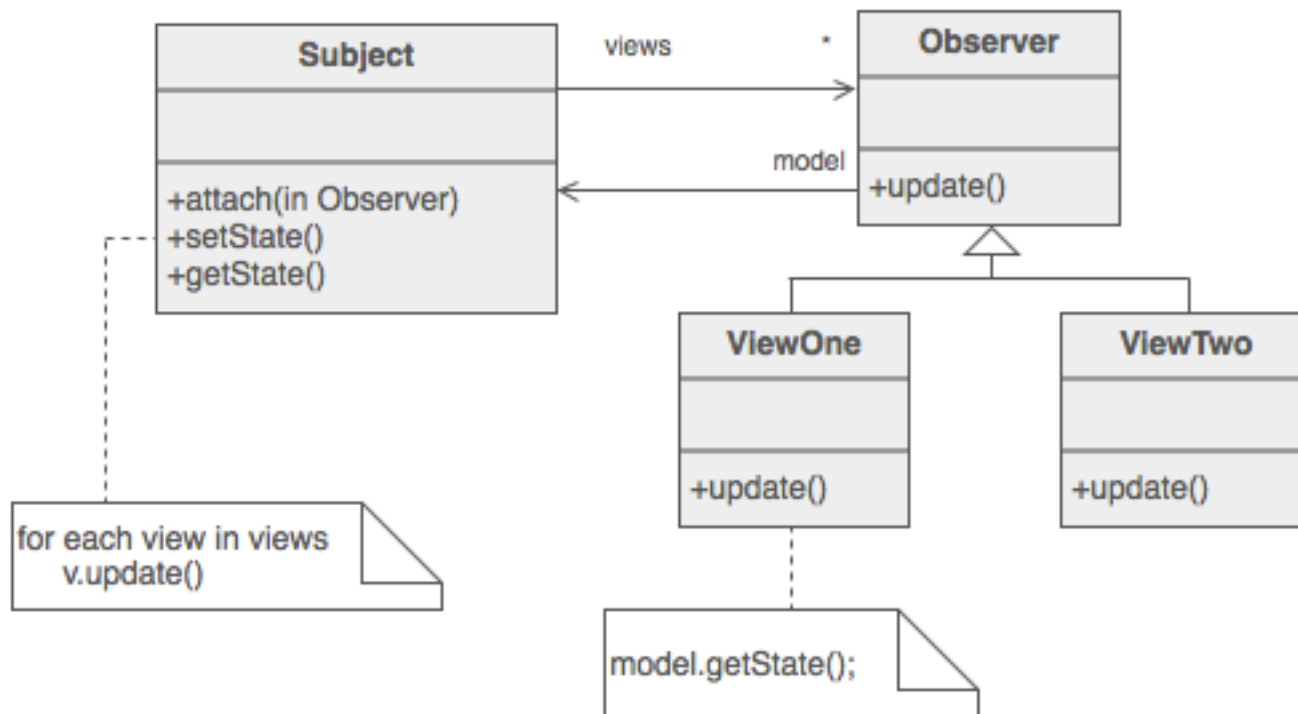 Subject
+attach(in Observer)
+setState()
+getState()
views
*
model
Observer
+update()
ViewOne
+update()
ViewTwo
+update()
for each view in views
v.update()
model.getState();